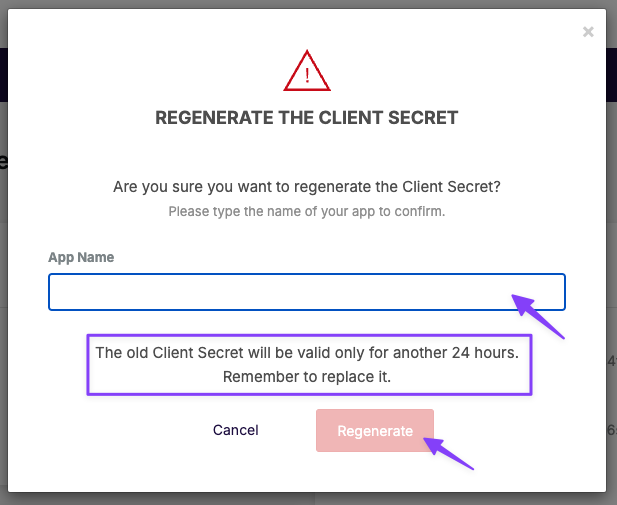 ×
!
REGENERATE THE CLIENT SECRET
Are you sure you want to regenerate the Client Secret?
Please type the name of your app to confirm.
App Name
The old Client Secret will be valid only for another 24 hours.
Remember to replace it.
Cancel
Regenerate